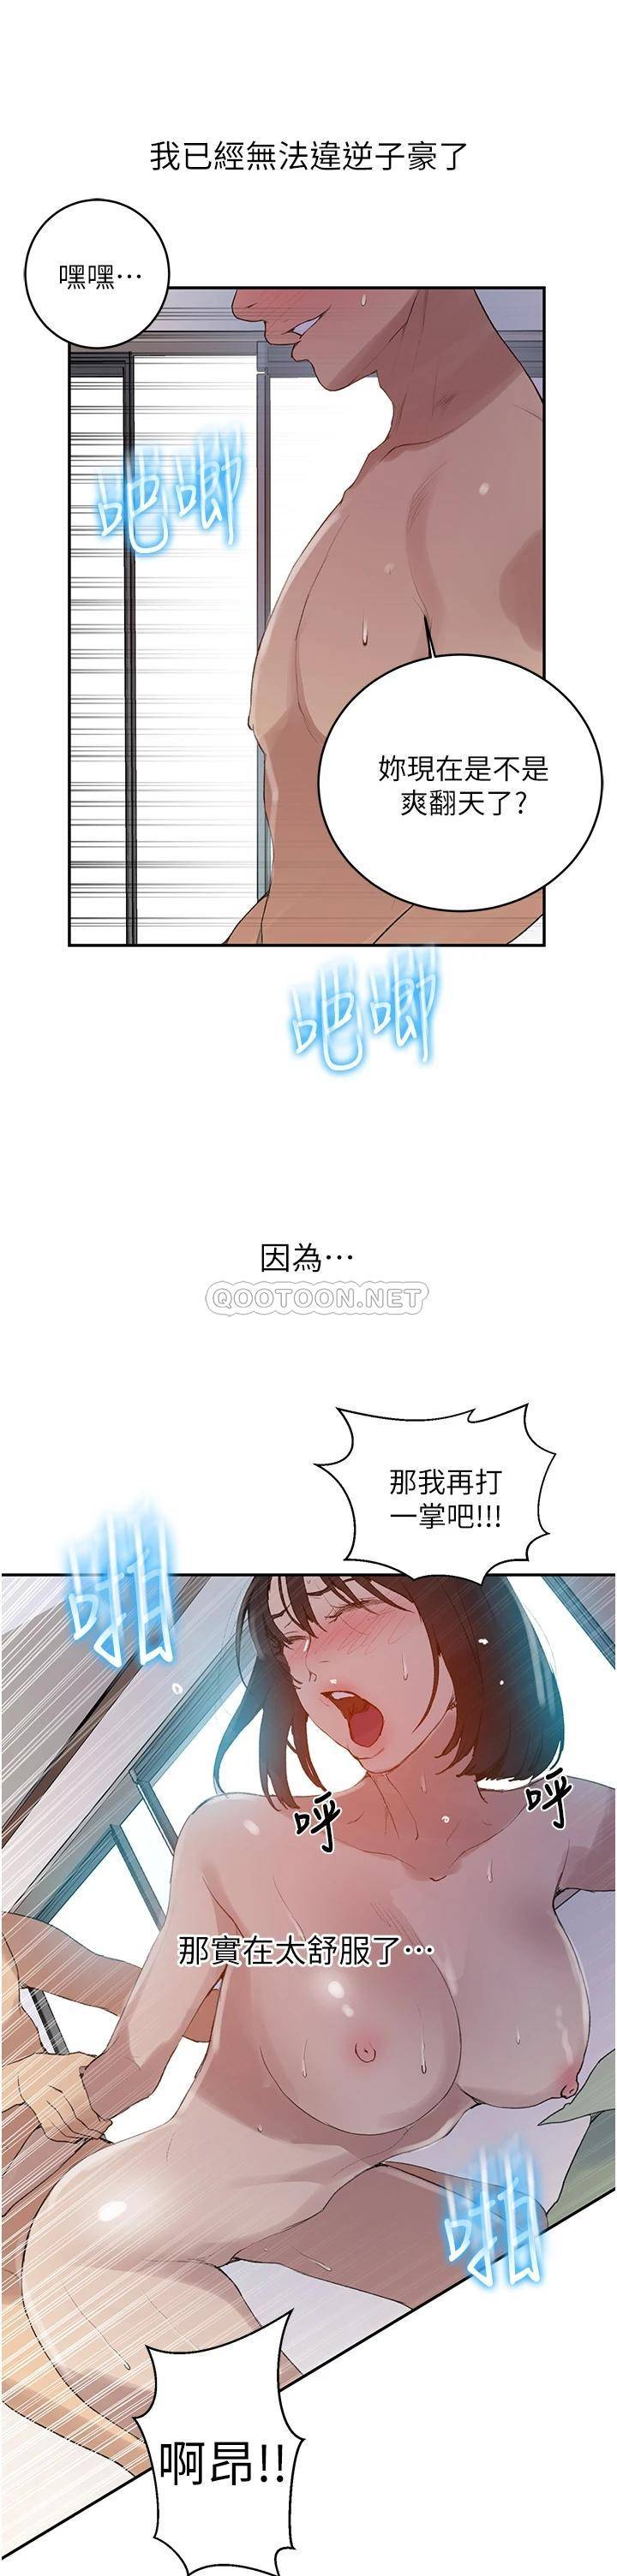 我已經無法違逆子豪了
嘿嘿…
吧唧
妳現在是不是
爽翻天了?
吧唧
因為…
QOOTOON.NET
那我再打
一掌吧!!!
啪
呼
呼
那實在太舒服了…
啪
啊昂!!